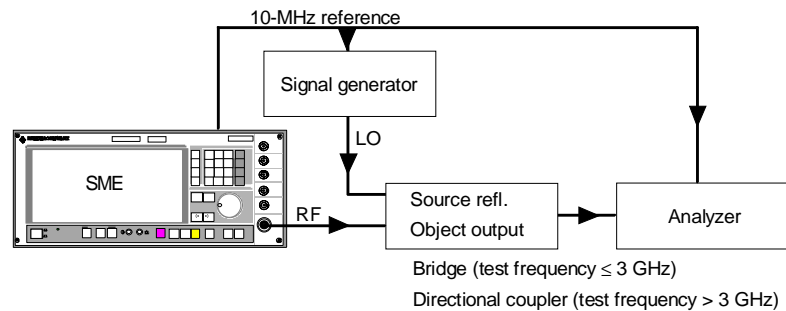 10-MHz reference
Signal generator
LO
SME
RF
Source refl.
Object output
Analyzer
Bridge (test frequency ≤ 3 GHz)
Directional coupler (test frequency > 3 GHz)